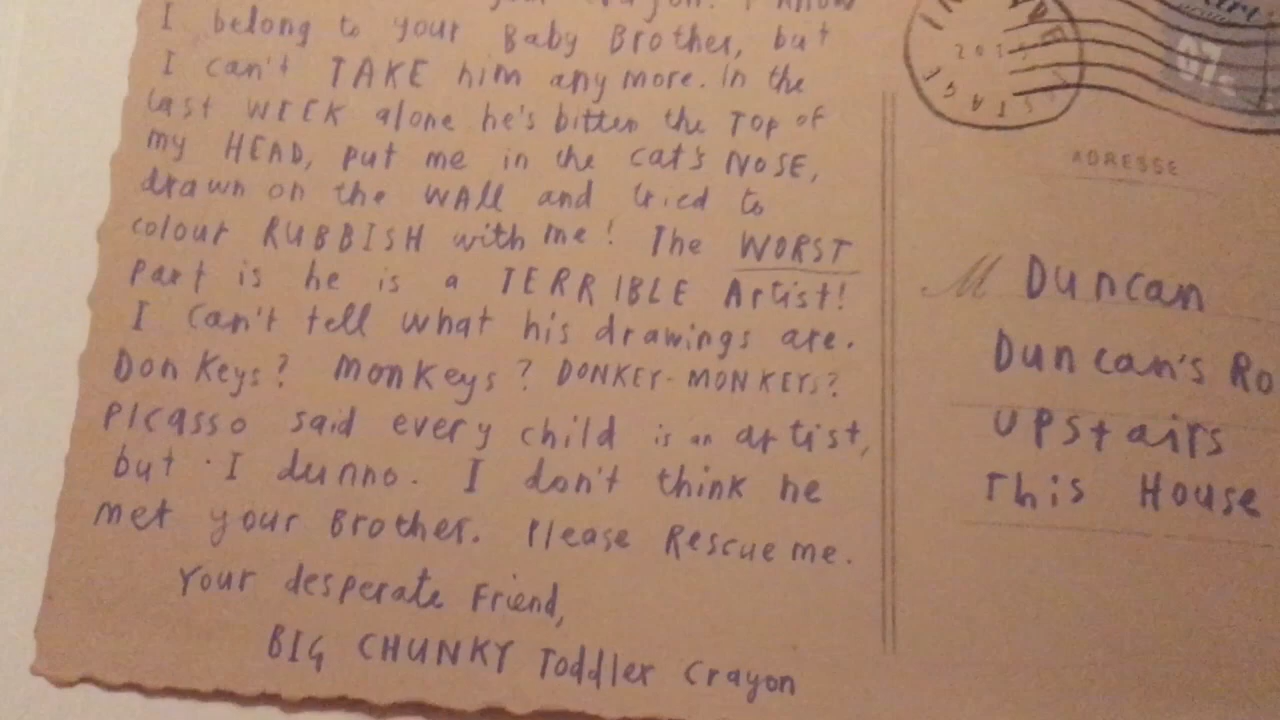 I belong to your Baby Brother, but
I can't TAKE him any more. In the
last WEEK alone he's bitten the TOP of
my HEAD, put me in the cat's NOSE,
drawn on the WAll and tried to
colour RUBBISH with me! The WORST
part is he is a TERRIBLE Artist!
I can't tell what his drawings are.
Donkeys? Monkeys? DONKEY-MONKEYS?
Picasso said every child is an artist,
but I dunno. I don't think he
met your Brother. Please Rescue me.
Your desperate Friend,
BIG CHUNKY Toddler Crayon
ADRESSE
M Duncan
Duncan's Ro
Upstairs
This House